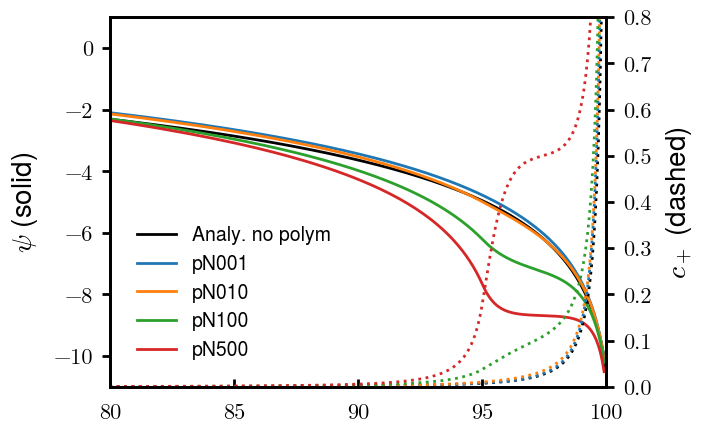 ψ (solid)
0
−2
−4
−6
−8
−10
Analy. no polym
pN001
pN010
pN100
pN500
0.8
0.7
0.6
0.5
0.4
0.3
0.2
0.1
0.0
c₊ (dashed)
80
85
90
95
100